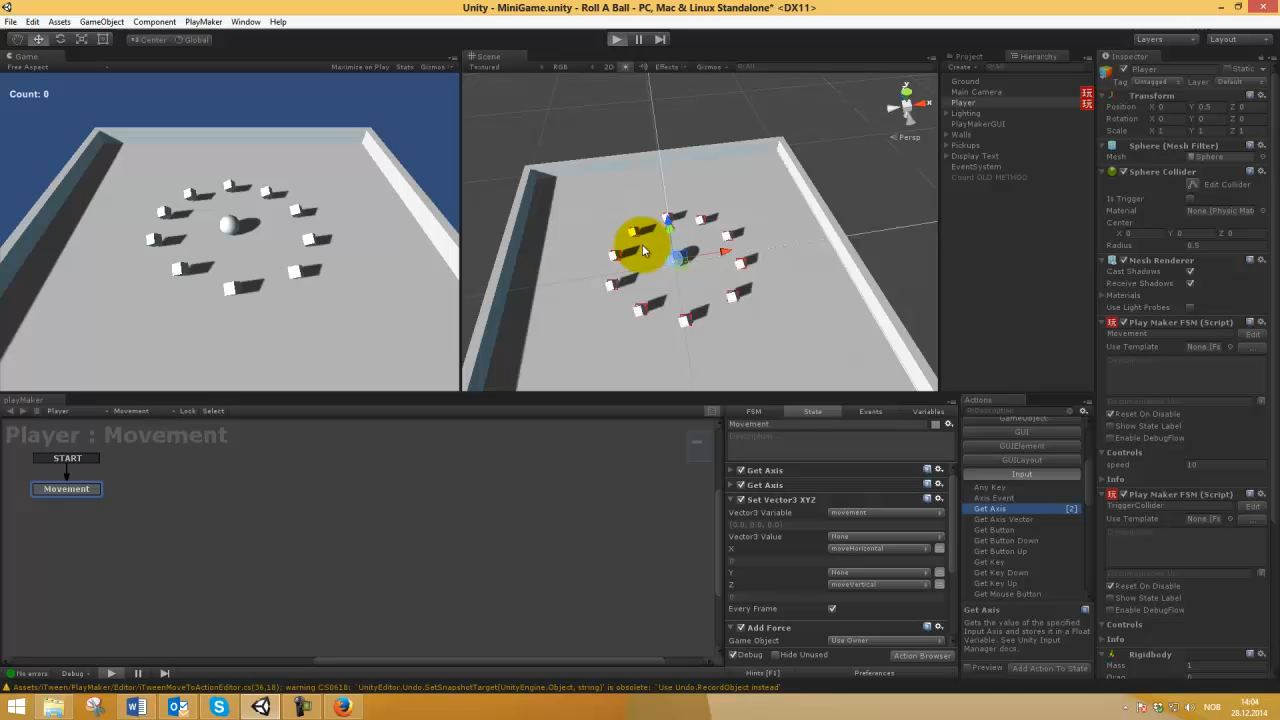 Unity - MiniGame.unity - Roll A Ball - PC, Mac & Linux Standalone* <DX11>
File Edit Assets GameObject Component PlayMaker Window Help
Center Global Layers Layout
Game
Free Aspect Maximise on Play Stats Gizmos
Count: 0
Scene
Textured RGB 2D Effects Gizmos All
y
x
Persp
Project Hierarchy
Create All
Ground
Main Camera
Player
Lighting
PlayMakerGUI
Walls
Pickups
Display Text
EventSystem
Count OLD METHOD
Inspector
Player Static
Tag Untagged Layer Default
Transform
Position X 0 Y 0.5 Z 0
Rotation X 0 Y 0 Z 0
Scale X 1 Y 1 Z 1
Sphere (Mesh Filter)
Mesh Sphere
Sphere Collider
Edit Collider
Is Trigger
Material None (Physic Mat
Center
X 0 Y 0 Z 0
Radius 0.5
Mesh Renderer
Cast Shadows
Receive Shadows
Materials
Use Light Probes
Play Maker FSM (Script)
Movement Edit
Use Template None (Fs ...
Reset On Disable
Show State Label
Enable DebugFlow
Controls
speed 10
Info
Play Maker FSM (Script)
TriggerCollider Edit
Use Template None (Fs ...
Reset On Disable
Show State Label
Enable DebugFlow
Controls
Info
Rigidbody
Mass 1
playMaker
Player Movement Lock Select
Player : Movement
START
Movement
FSM State Events Variables
Movement
Get Axis
Get Axis
Set Vector3 XYZ
Vector3 Variable movement
(0.0, 0.0, 0.0)
Vector3 Value None
X moveHorizontal
0
Y None
Z moveVertical
0
Every Frame
Add Force
Game Object Use Owner
Debug Hide Unused Action Browser
Hints [F1] Preferences
Actions
GameObject
GUI
GUIElement
GUILayout
Input
Any Key
Axis Event
Get Axis [2]
Get Axis Vector
Get Button
Get Button Down
Get Button Up
Get Key
Get Key Down
Get Key Up
Get Mouse Button
Get Axis
Gets the value of the specified
Input Axis and stores it in a Float
Variable. See Unity Input
Manager docs.
Preview Add Action To State
No errors Debug
Assets/iTween/PlayMaker/Editor/iTweenMoveToActionEditor.cs(36,18): warning CS0618: `UnityEditor.Undo.SetSnapshotTarget(UnityEngine.Object, string)' is obsolete: `Use Undo.RecordObject instead'
NOB
14:04
28.12.2014